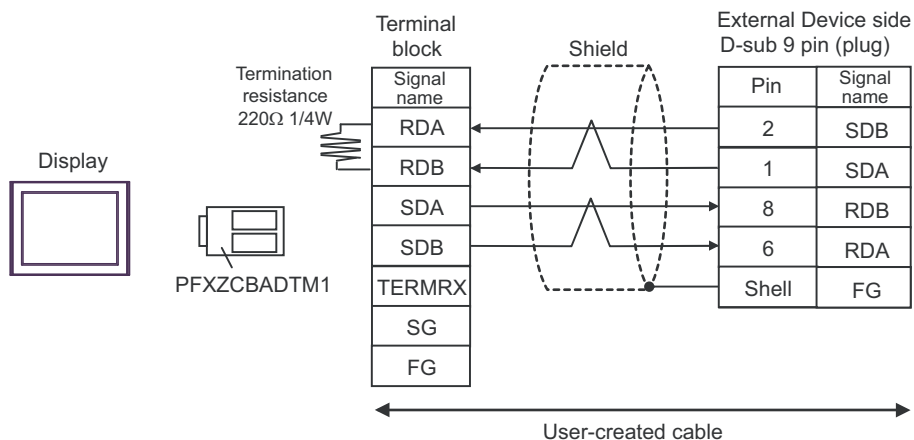 Terminal
block
External Device side
D-sub 9 pin (plug)
Shield
Termination
resistance
220Ω 1/4W
Signal
name
Pin
Signal
name
RDA
2
SDB
RDB
1
SDA
Display
SDA
8
RDB
SDB
6
RDA
PFXZCBADTM1
TERMRX
Shell
FG
SG
FG
User-created cable